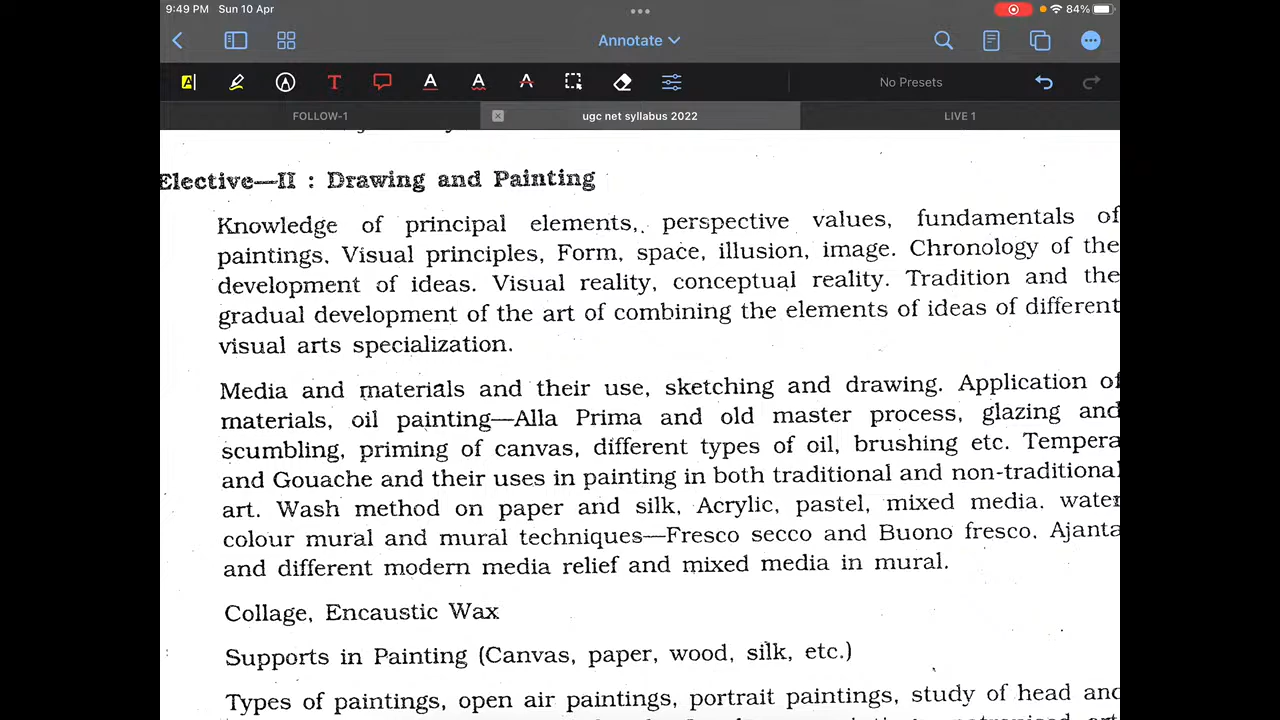 9:49 PM Sun 10 Apr
84%
Annotate
No Presets
FOLLOW-1
ugc net syllabus 2022
LIVE 1
Elective—II : Drawing and Painting
Knowledge of principal elements, perspective values, fundamentals of
paintings. Visual principles, Form, space, illusion, image. Chronology of the
development of ideas. Visual reality, conceptual reality. Tradition and the
gradual development of the art of combining the elements of ideas of different
visual arts specialization.
Media and materials and their use, sketching and drawing. Application of
materials, oil painting—Alla Prima and old master process, glazing and
scumbling, priming of canvas, different types of oil, brushing etc. Tempera
and Gouache and their uses in painting in both traditional and non-traditional
art. Wash method on paper and silk, Acrylic, pastel, mixed media. water
colour mural and mural techniques—Fresco secco and Buono fresco. Ajanta
and different modern media relief and mixed media in mural.
Collage, Encaustic Wax
Supports in Painting (Canvas, paper, wood, silk, etc.)
Types of paintings, open air paintings, portrait paintings, study of head and